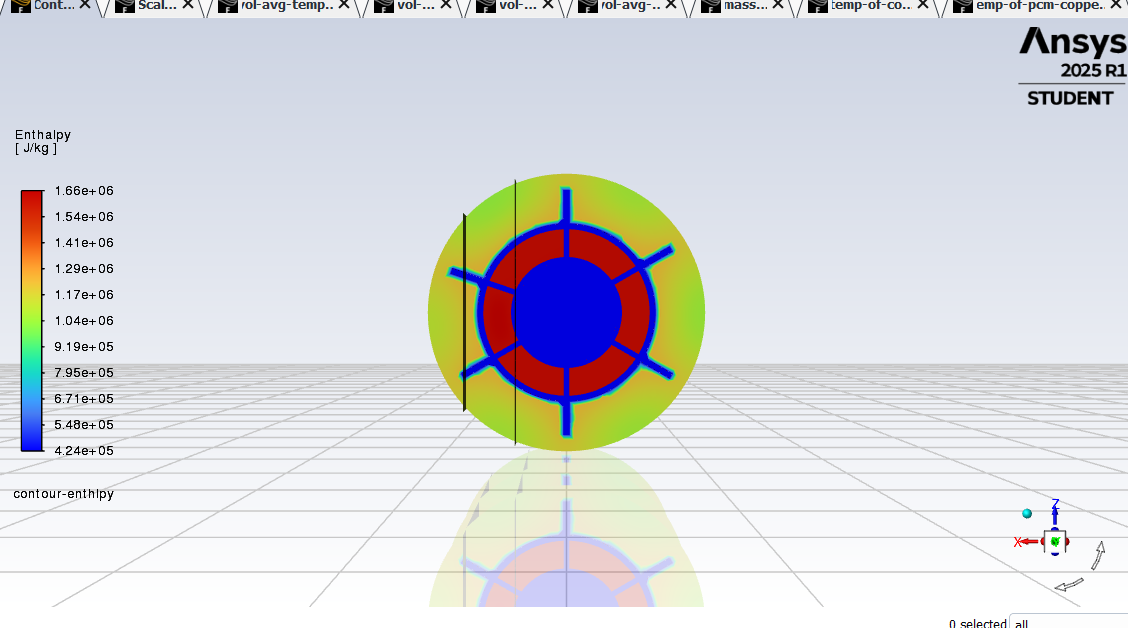 Cont... Scal... vol-avg-temp.. vol-... vol-... vol-avg-.. mass... temp-of-co.. emp-of-pcm-coppe..
Ansys
2025 R1
STUDENT
Enthalpy
[ J/kg ]
1.66e+06
1.54e+06
1.41e+06
1.29e+06
1.17e+06
1.04e+06
9.19e+05
7.95e+05
6.71e+05
5.48e+05
4.24e+05
contour-enthlpy
Z
X
0 selected all